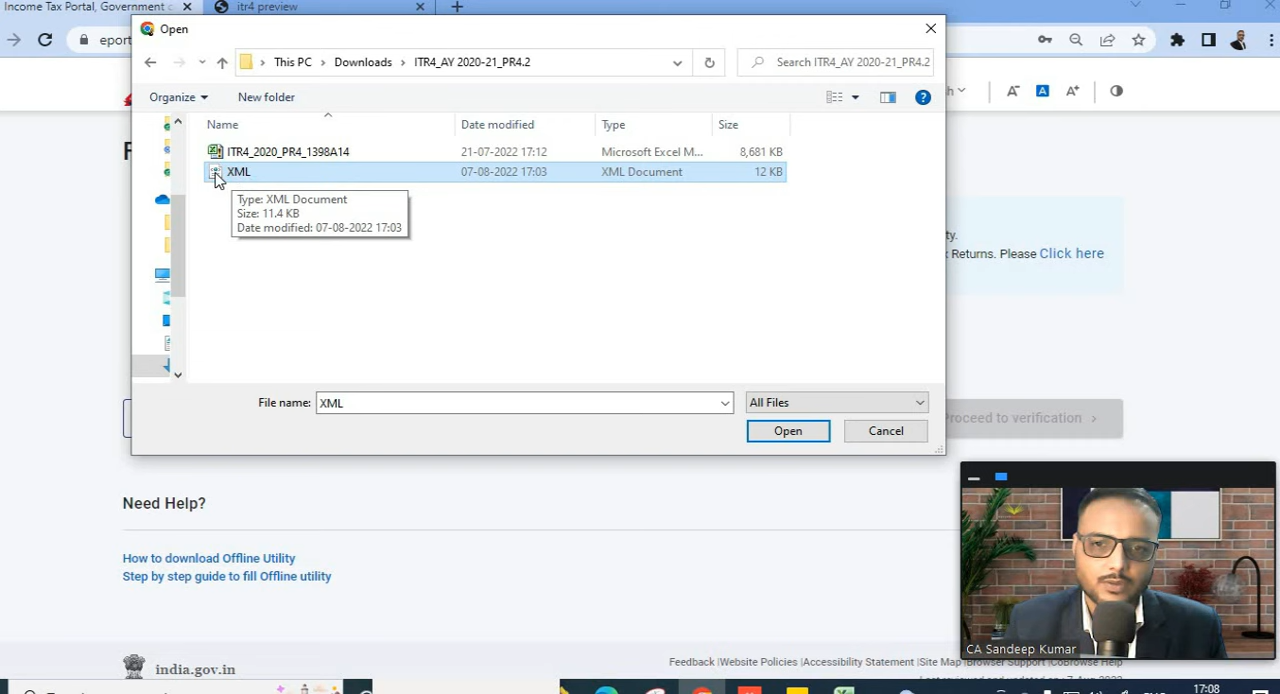 Income Tax Portal, Government
itr4 preview
Open
eport
This PC
Downloads
ITR4_AY 2020-21_PR4.2
Search ITR4_AY 2020-21_PR4.2
Organize
New folder
Name
Date modified
Type
Size
ITR4_2020_PR4_1398A14
21-07-2022 17:12
Microsoft Excel M...
8,681 KB
XML
07-08-2022 17:03
XML Document
12 KB
Type: XML Document
Size: 11.4 KB
Date modified: 07-08-2022 17:03
Returns. Please Click here
File name:
XML
All Files
Open
Cancel
Proceed to verification
Need Help?
How to download Offline Utility
Step by step guide to fill Offline utility
CA Sandeep Kumar
india.gov.in
Feedback |Website Policies |Accessibility Statement |Site Map |Browser Support |CoBrowse Help
17:08